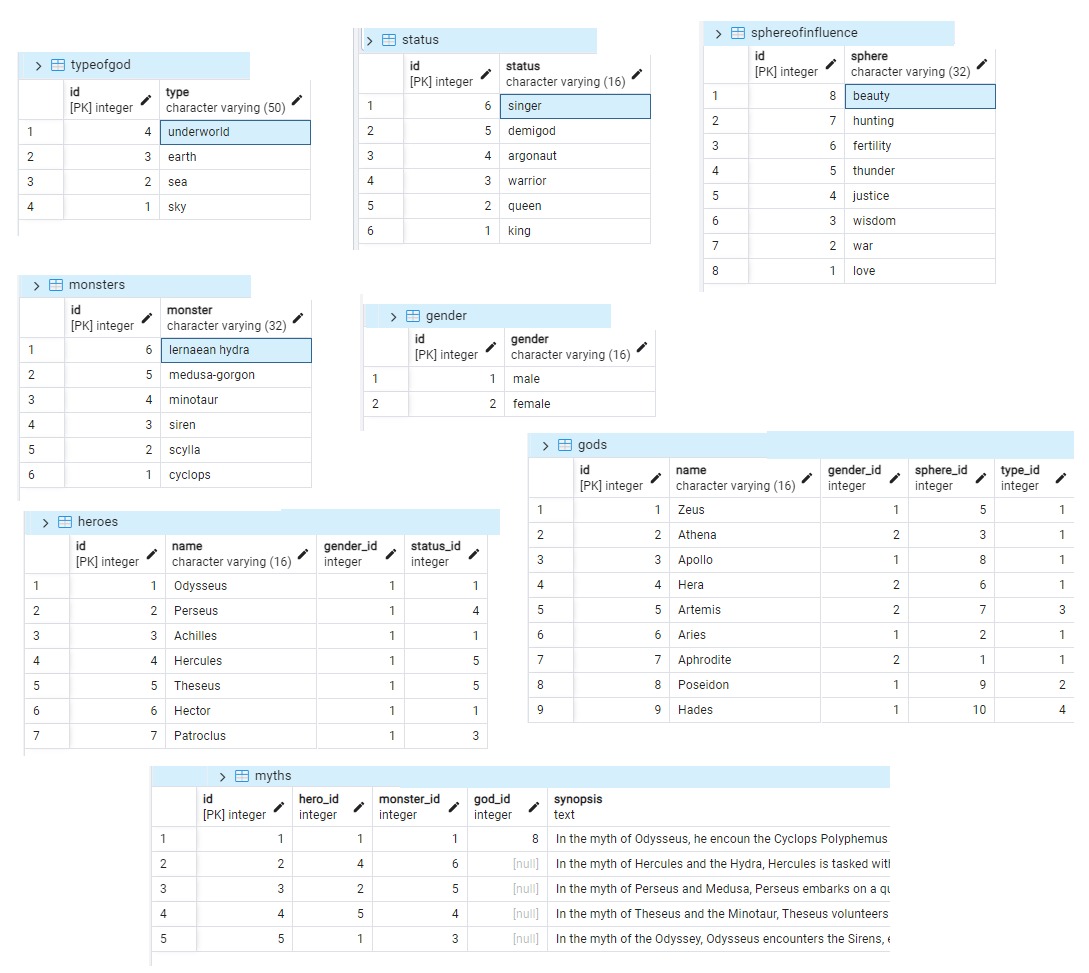 typeofgod
id type
[PK] integer character varying (50)
1 4 underworld
2 3 earth
3 2 sea
4 1 sky
status
id status
[PK] integer character varying (16)
1 6 singer
2 5 demigod
3 4 argonaut
4 3 warrior
5 2 queen
6 1 king
sphereofinfluence
id sphere
[PK] integer character varying (32)
1 8 beauty
2 7 hunting
3 6 fertility
4 5 thunder
5 4 justice
6 3 wisdom
7 2 war
8 1 love
monsters
id monster
[PK] integer character varying (32)
1 6 lernaean hydra
2 5 medusa-gorgon
3 4 minotaur
4 3 siren
5 2 scylla
6 1 cyclops
gender
id gender
[PK] integer character varying (16)
1 1 male
2 2 female
gods
id name gender_id sphere_id type_id
[PK] integer character varying (16) integer integer integer
1 1 Zeus 1 5 1
2 2 Athena 2 3 1
3 3 Apollo 1 8 1
4 4 Hera 2 6 1
5 5 Artemis 2 7 3
6 6 Aries 1 2 1
7 7 Aphrodite 2 1 1
8 8 Poseidon 1 9 2
9 9 Hades 1 10 4
heroes
id name gender_id status_id
[PK] integer character varying (16) integer integer
1 1 Odysseus 1 1
2 2 Perseus 1 4
3 3 Achilles 1 1
4 4 Hercules 1 5
5 5 Theseus 1 5
6 6 Hector 1 1
7 7 Patroclus 1 3
myths
id hero_id monster_id god_id synopsis
[PK] integer integer integer integer text
1 1 1 1 8 In the myth of Odysseus, he encoun the Cyclops Polyphemus
2 2 4 6 [null] In the myth of Hercules and the Hydra, Hercules is tasked with
3 3 2 5 [null] In the myth of Perseus and Medusa, Perseus embarks on a
4 4 5 4 [null] In the myth of Theseus and the Minotaur, Theseus volunteers
5 5 1 3 [null] In the myth of the Odyssey, Odysseus encounters the Sirens,